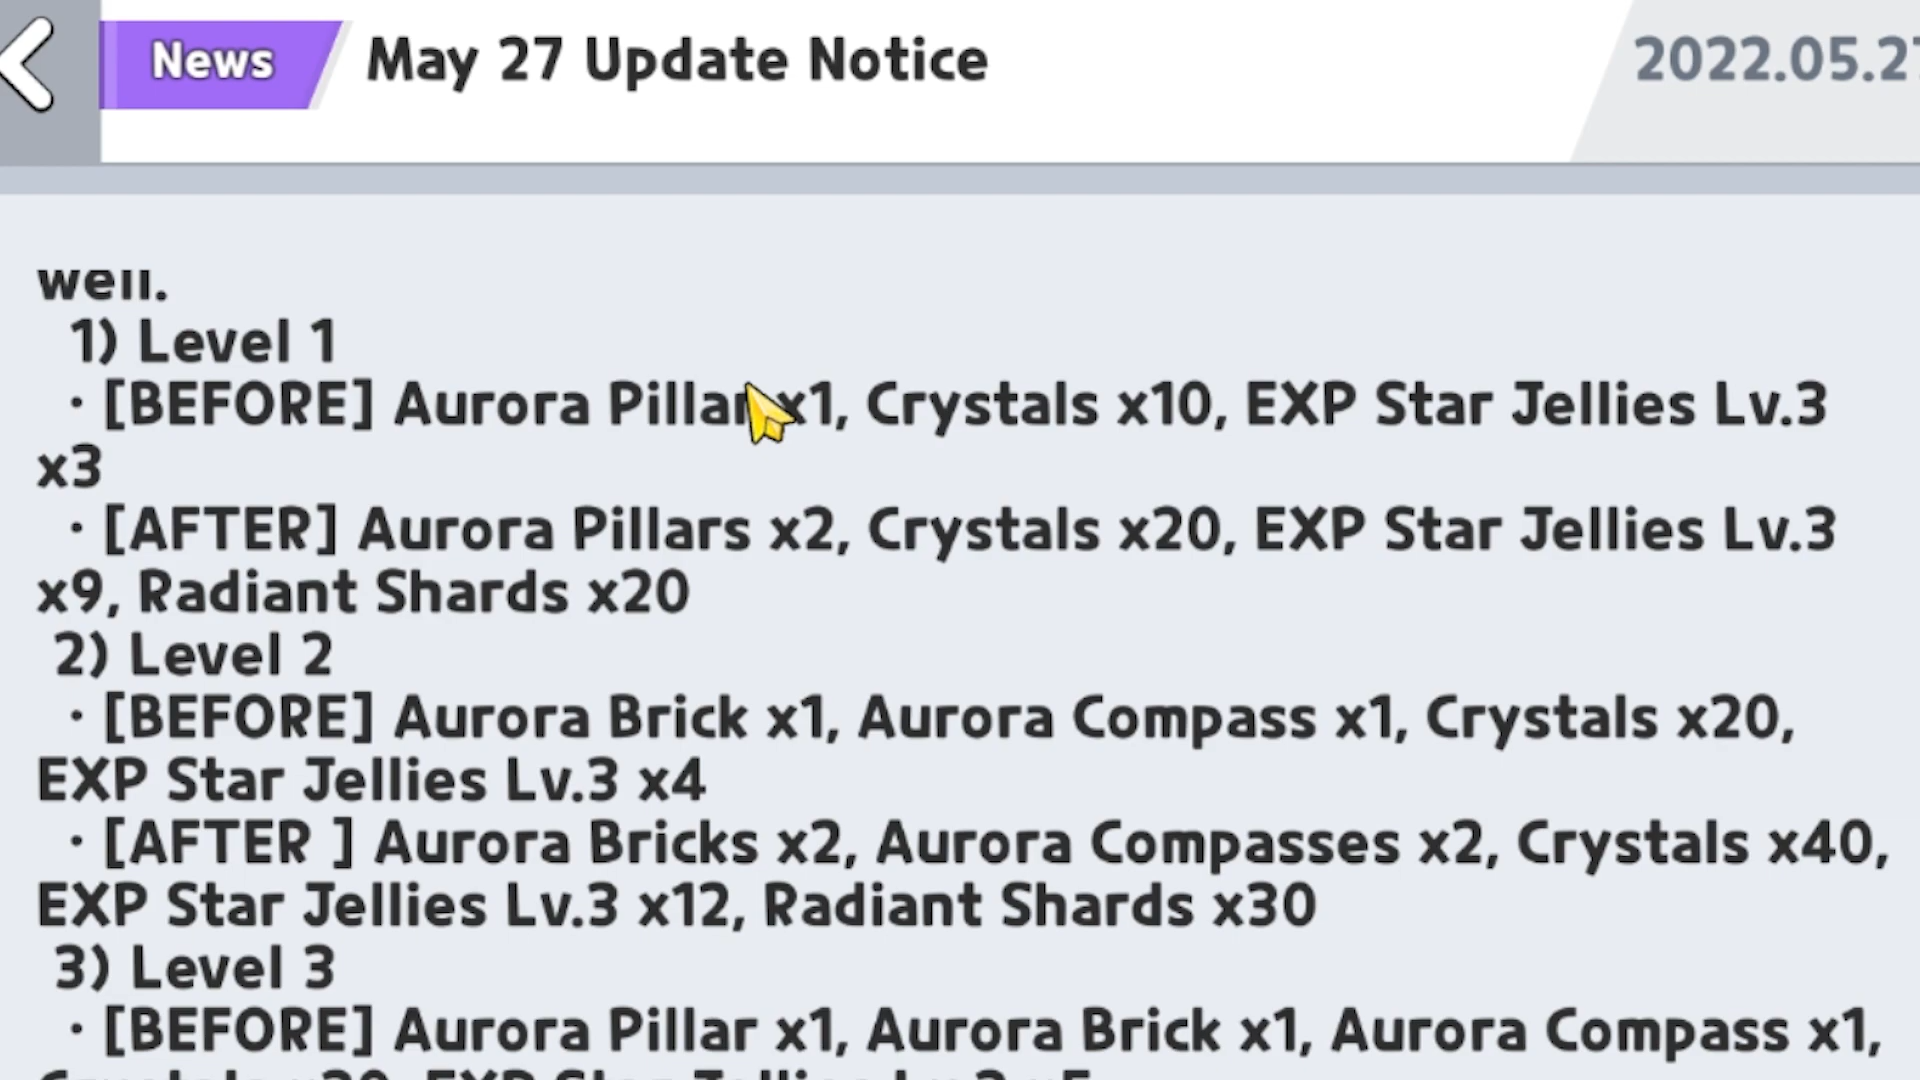 News May 27 Update Notice 2022.05.27
well.
1) Level 1
· [BEFORE] Aurora Pillar x1, Crystals x10, EXP Star Jellies Lv.3
x3
· [AFTER] Aurora Pillars x2, Crystals x20, EXP Star Jellies Lv.3
x9, Radiant Shards x20
2) Level 2
· [BEFORE] Aurora Brick x1, Aurora Compass x1, Crystals x20,
EXP Star Jellies Lv.3 x4
· [AFTER ] Aurora Bricks x2, Aurora Compasses x2, Crystals x40,
EXP Star Jellies Lv.3 x12, Radiant Shards x30
3) Level 3
· [BEFORE] Aurora Pillar x1, Aurora Brick x1, Aurora Compass x1,